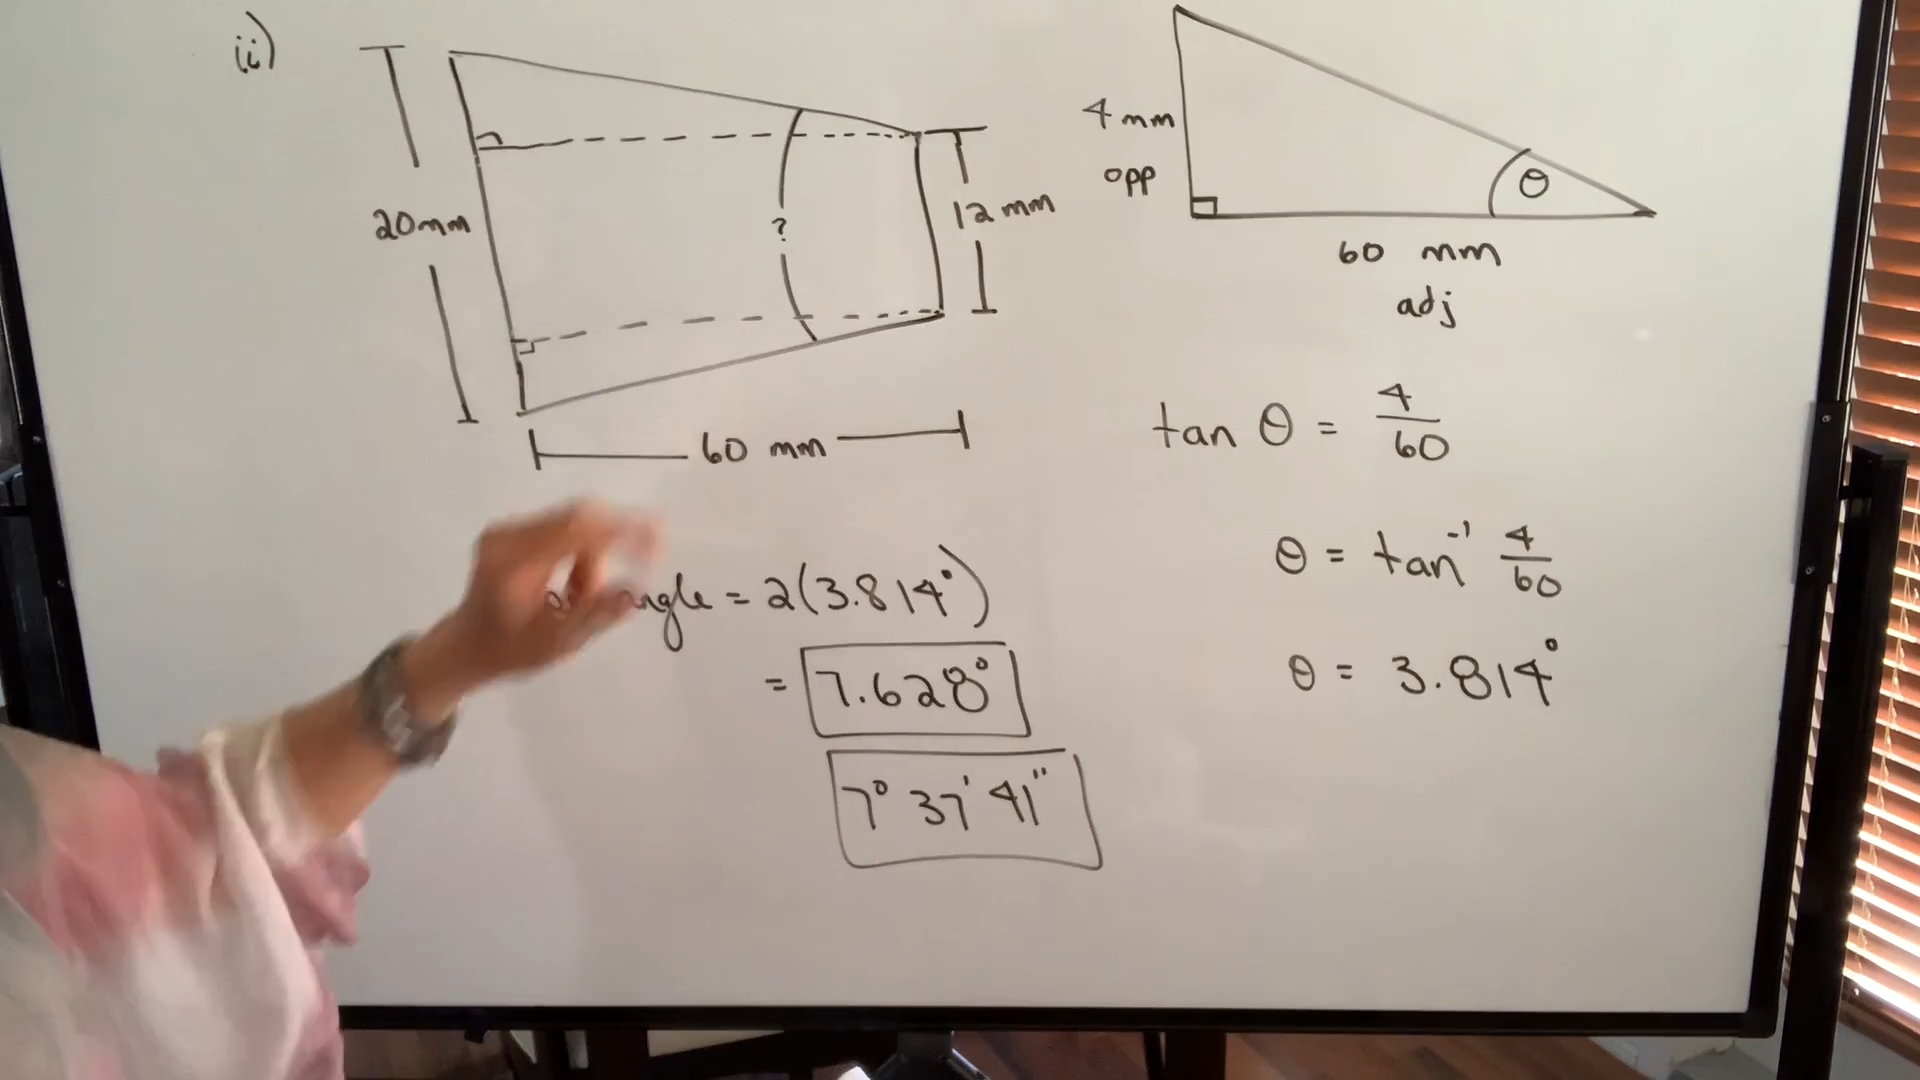 ii)
20mm
?
12 mm
60 mm
4 mm
opp
θ
60 mm
adj
tan θ = 4/60
θ = tan⁻¹ 4/60
θ = 3.814°
= 2(3.814°)
= 7.628°
7° 37' 41"